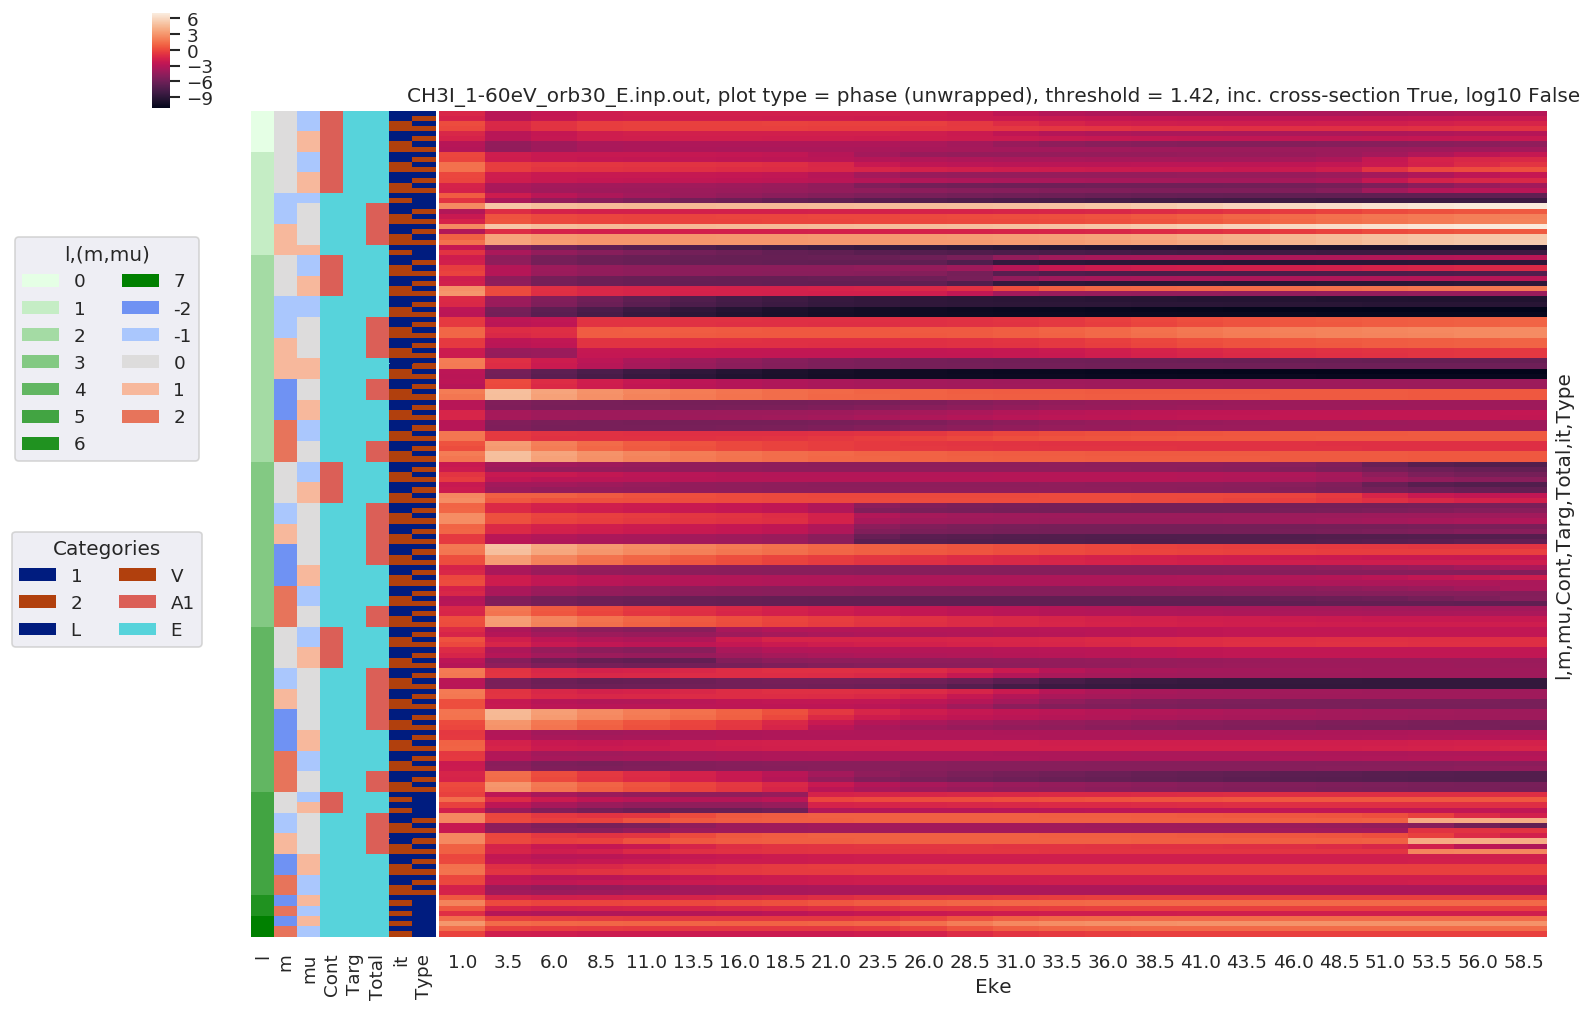 6
3
0
−3
−6
−9
CH3I_1-60eV_orb30_E.inp.out, plot type = phase (unwrapped), threshold = 1.42, inc. cross-section True, log10 False
l,(m,mu)
0 7
1 -2
2 -1
3 0
4 1
5 2
6
Categories
1 V
2 A1
L E
l,m,mu,Cont,Targ,Total,it,Type
l m mu Cont Targ Total it Type
1.0 3.5 6.0 8.5 11.0 13.5 16.0 18.5 21.0 23.5 26.0 28.5 31.0 33.5 36.0 38.5 41.0 43.5 46.0 48.5 51.0 53.5 56.0 58.5
Eke